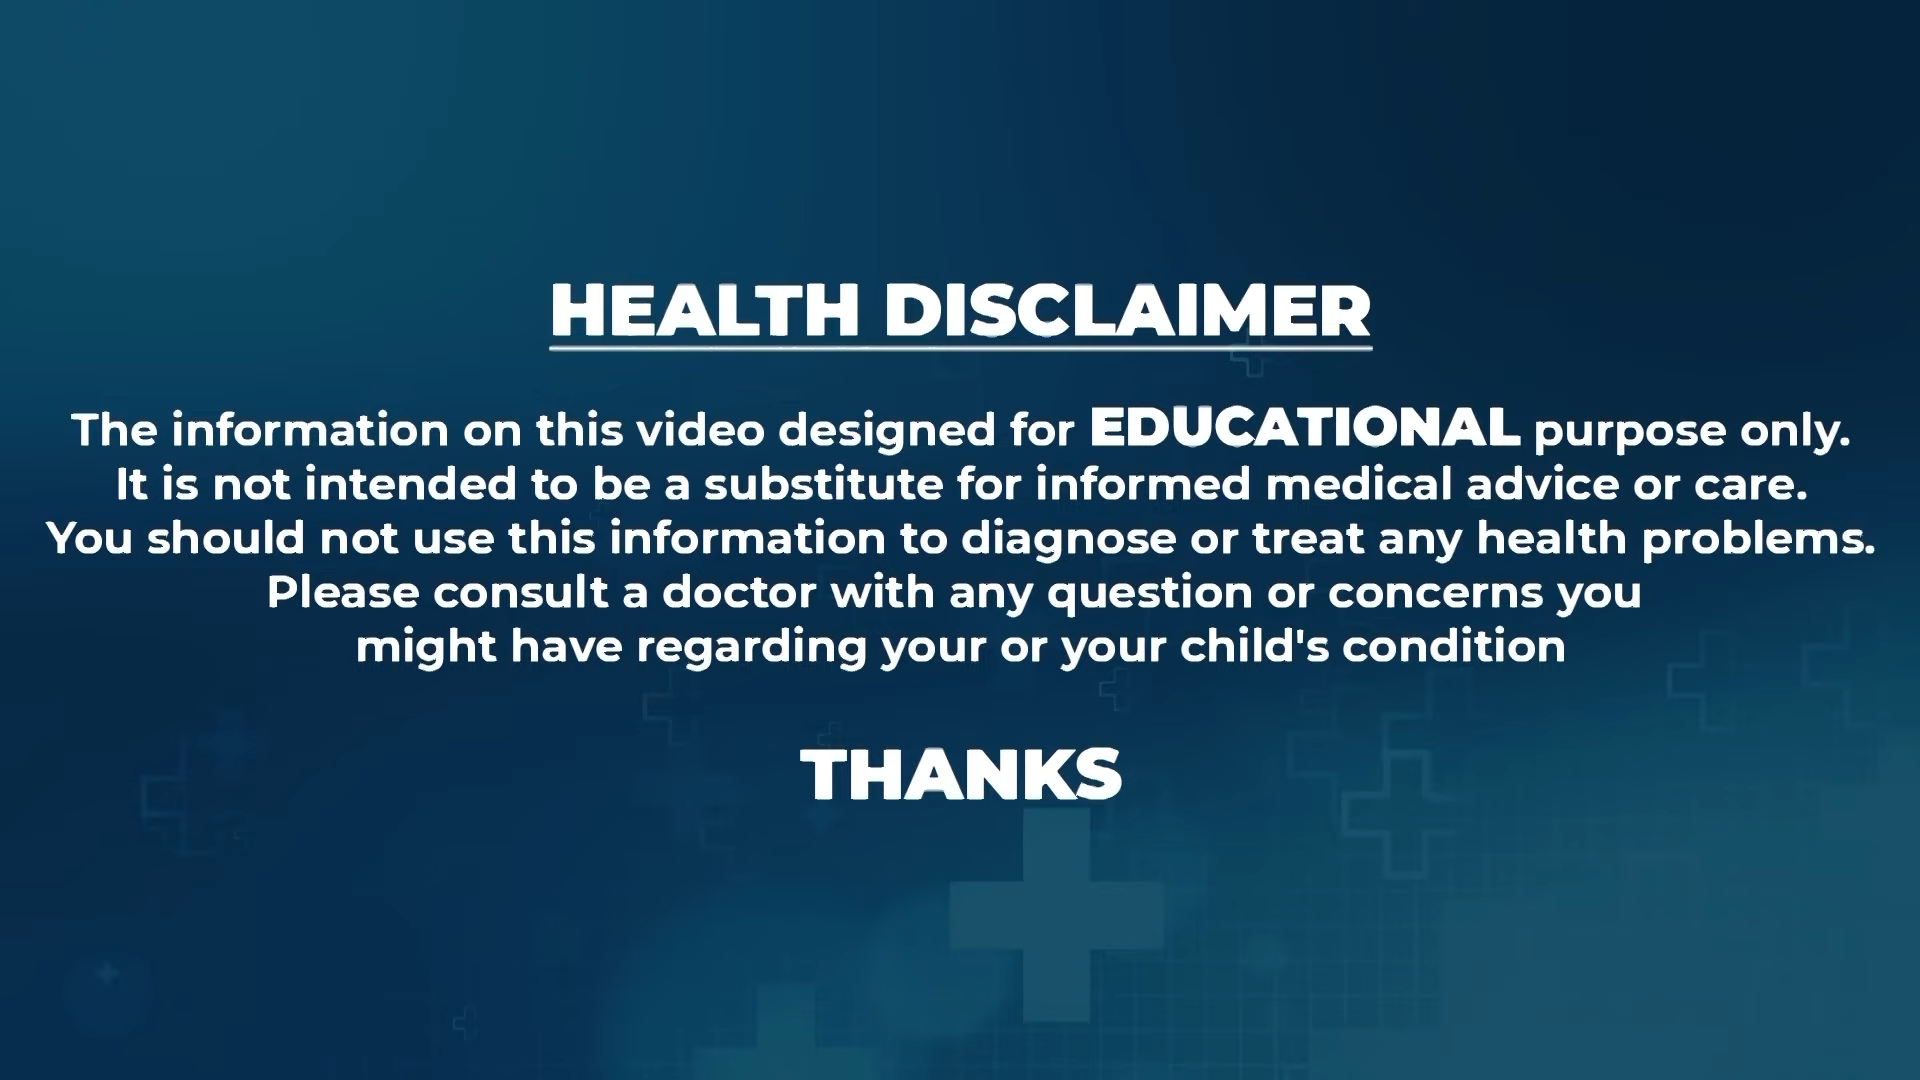 HEALTH DISCLAIMER
The information on this video designed for EDUCATIONAL purpose only.
It is not intended to be a substitute for informed medical advice or care.
You should not use this information to diagnose or treat any health problems.
Please consult a doctor with any question or concerns you
might have regarding your or your child's condition
THANKS